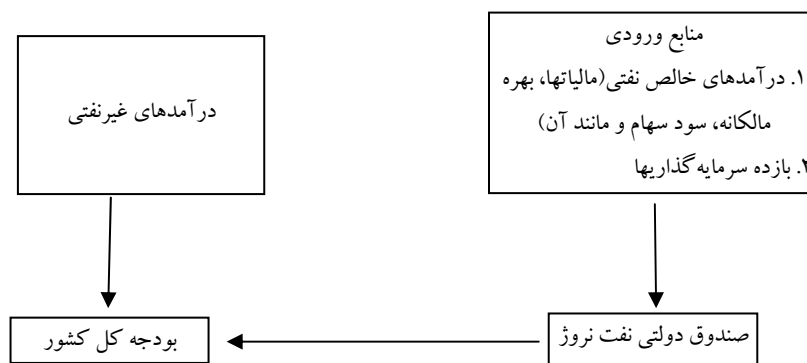 منابع ورودی
۱. درآمدهای خالص نفتی(مالیاتها، بهره
مالکانه، سود سهام و مانند آن)
۲. بازده سرمایه‌گذاریها
درآمدهای غیرنفتی
صندوق دولتی نفت نروژ
بودجه کل کشور